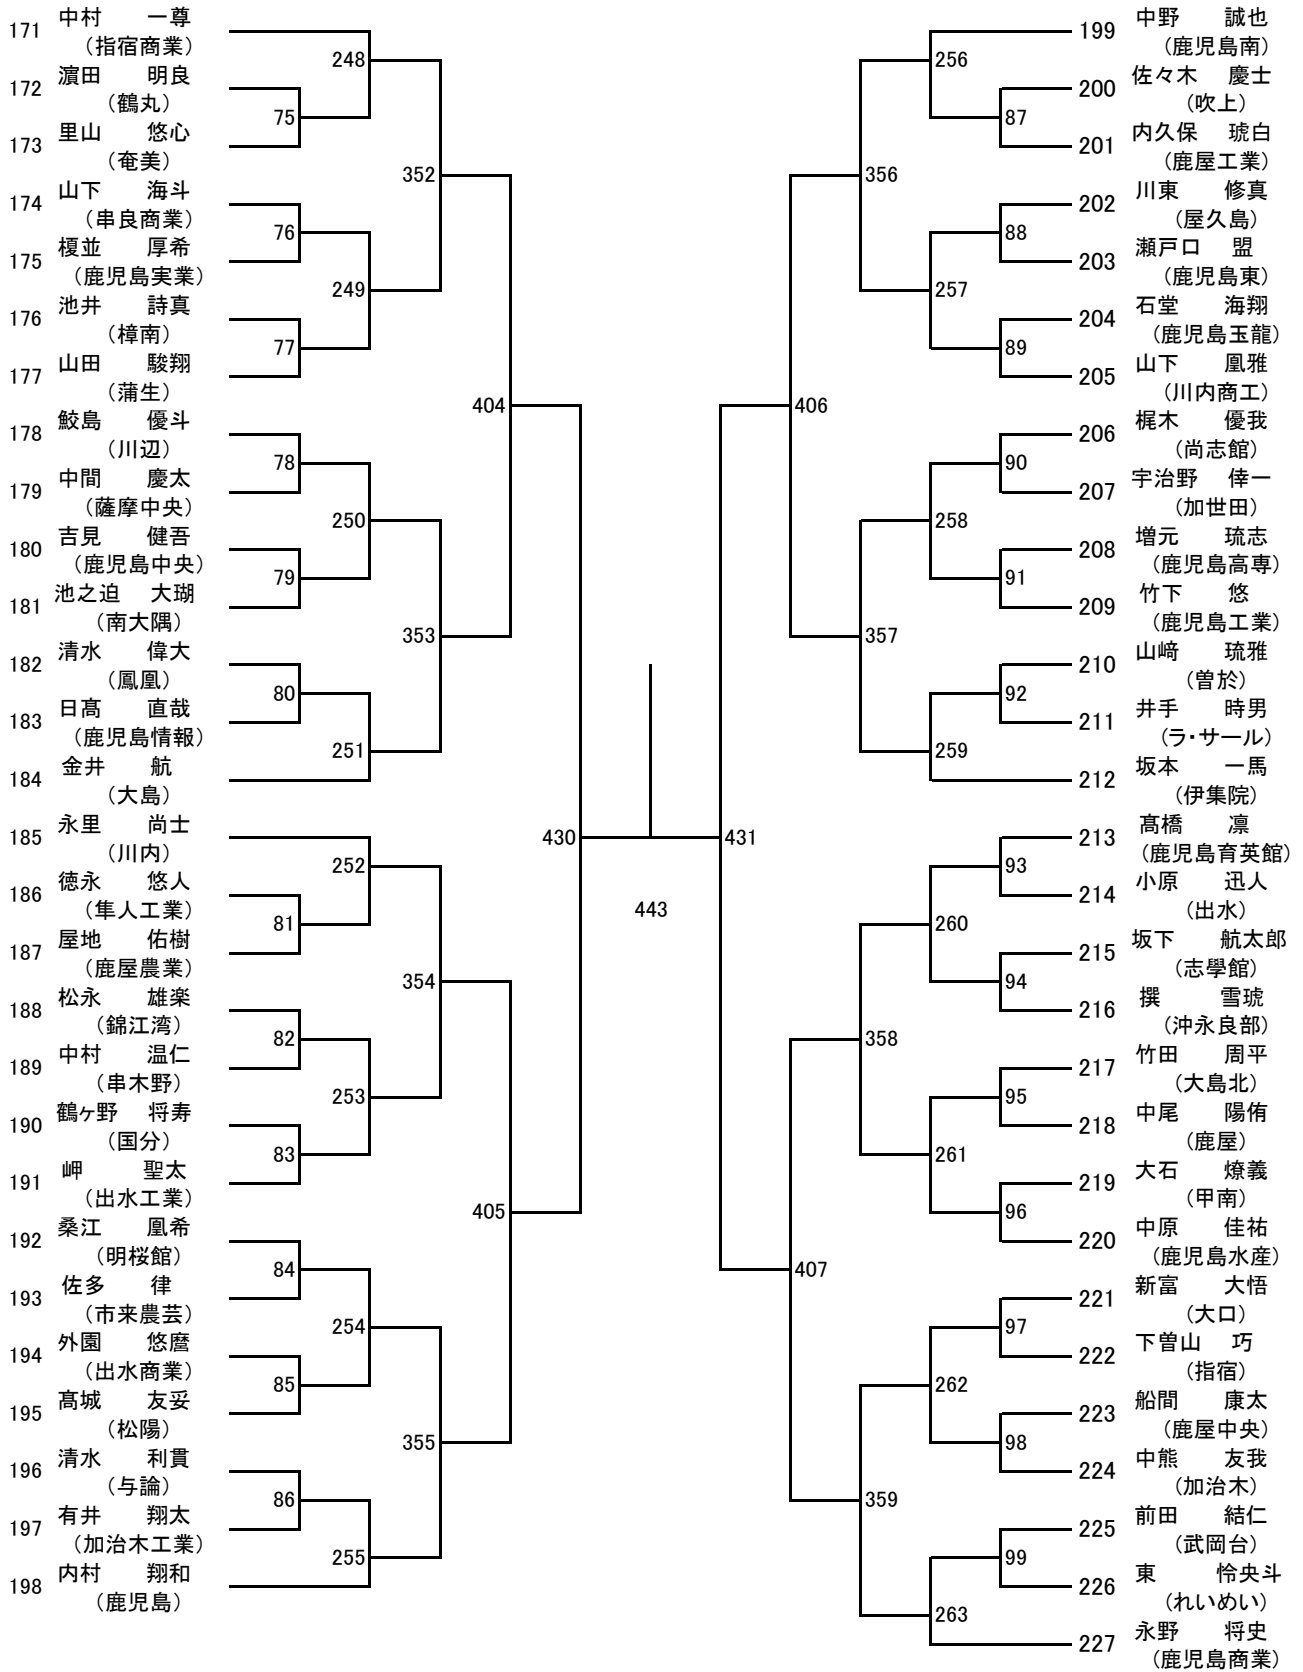 171 中村 一尊
(指宿商業)
172 濵田 明良
(鶴丸)
173 里山 悠心
(奄美)
174 山下 海斗
(串良商業)
175 榎並 厚希
(鹿児島実業)
176 池井 詩真
(樟南)
177 山田 駿翔
(蒲生)
178 鮫島 優斗
(川辺)
179 中間 慶太
(薩摩中央)
180 吉見 健吾
(鹿児島中央)
181 池之迫 大瑚
(南大隅)
182 清水 偉大
(鳳凰)
183 日髙 直哉
(鹿児島情報)
184 金井 航
(大島)
185 永里 尚士
(川内)
186 徳永 悠人
(隼人工業)
187 屋地 佑樹
(鹿屋農業)
188 松永 雄楽
(錦江湾)
189 中村 温仁
(串木野)
190 鶴ヶ野 将寿
(国分)
191 岬 聖太
(出水工業)
192 桑江 凰希
(明桜館)
193 佐多 律
(市来農芸)
194 外園 悠麿
(出水商業)
195 髙城 友妥
(松陽)
196 清水 利貫
(与論)
197 有井 翔太
(加治木工業)
198 内村 翔和
(鹿児島)
75
76
77
78
79
80
81
82
83
84
85
86
248
249
250
251
252
253
254
255
352
353
354
355
404
405
430
443
431
406
407
356
357
358
359
256
257
258
259
260
261
262
263
87
88
89
90
91
92
93
94
95
96
97
98
99
199 中野 誠也
(鹿児島南)
200 佐々木 慶士
(吹上)
201 内久保 琥白
(鹿屋工業)
202 川東 修真
(屋久島)
203 瀬戸口 盟
(鹿児島東)
204 石堂 海翔
(鹿児島玉龍)
205 山下 凰雅
(川内商工)
206 梶木 優我
(尚志館)
207 宇治野 倖一
(加世田)
208 増元 琉志
(鹿児島高専)
209 竹下 悠
(鹿児島工業)
210 山﨑 琉雅
(曽於)
211 井手 時男
(ラ・サール)
212 坂本 一馬
(伊集院)
213 髙橋 凛
(鹿児島育英館)
214 小原 迅人
(出水)
215 坂下 航太郎
(志學館)
216 撰 雪琥
(沖永良部)
217 竹田 周平
(大島北)
218 中尾 陽侑
(鹿屋)
219 大石 燎義
(甲南)
220 中原 佳祐
(鹿児島水産)
221 新富 大悟
(大口)
222 下曽山 巧
(指宿)
223 船間 康太
(鹿屋中央)
224 中熊 友我
(加治木)
225 前田 結仁
(武岡台)
226 東 怜央斗
(れいめい)
227 永野 将史
(鹿児島商業)